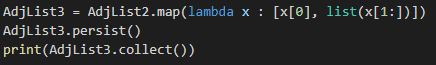 AdjList3 = AdjList2.map(lambda x : [x[0], list(x[1:])])
AdjList3.persist()
print(AdjList3.collect())